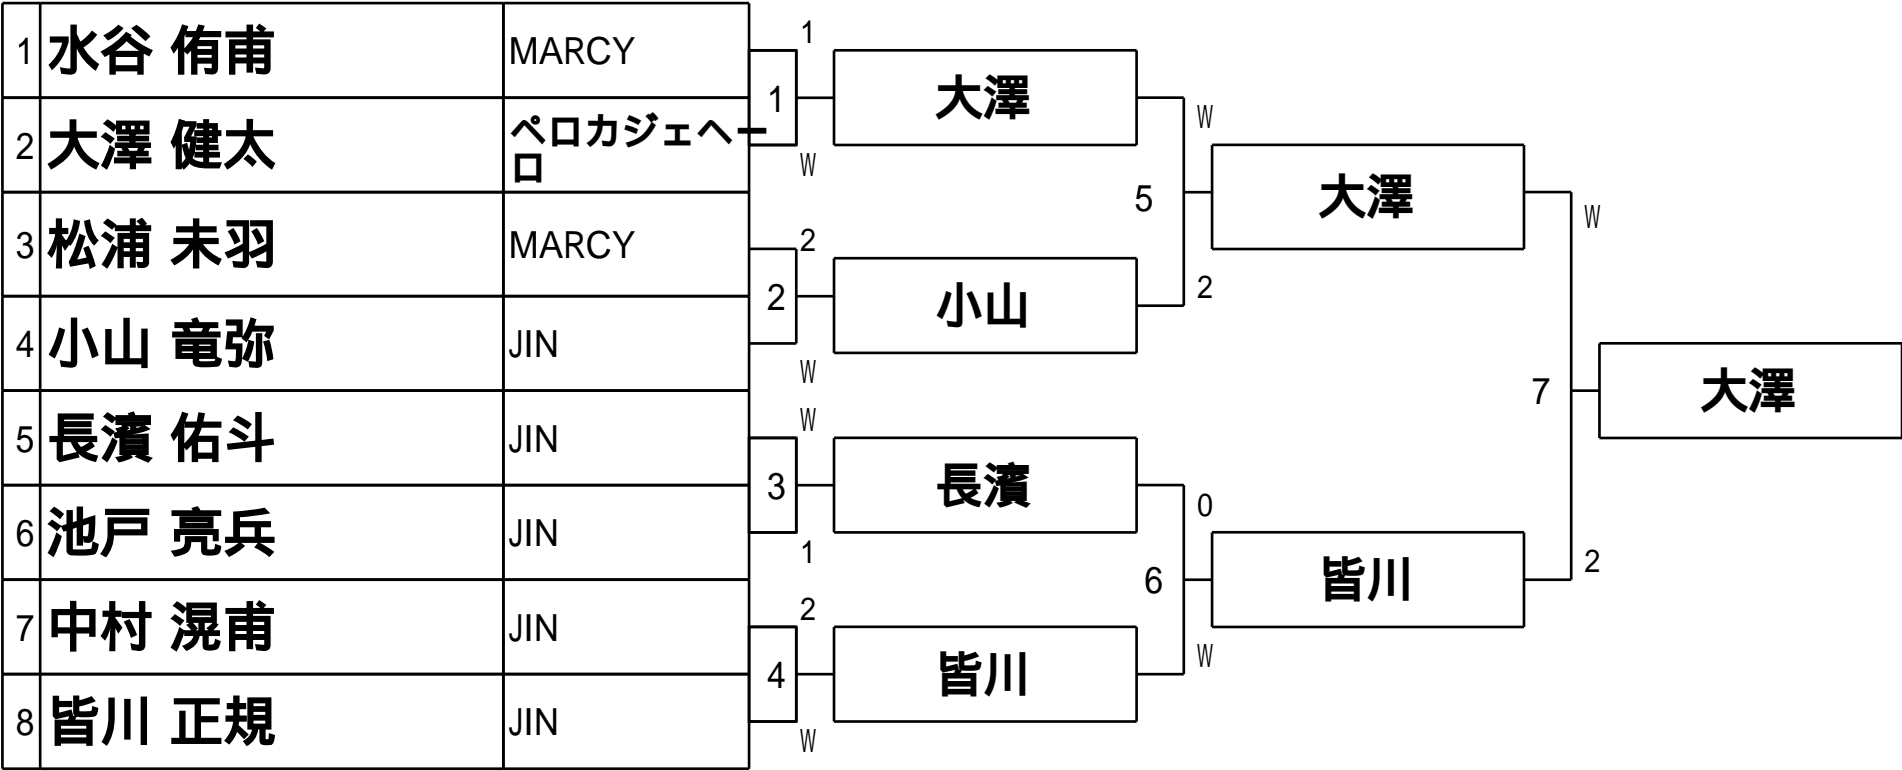 1 水谷 侑甫 MARCY
2 大澤 健太 ペロカジェヘー
ロ
3 松浦 未羽 MARCY
4 小山 竜弥 JIN
5 長濱 佑斗 JIN
6 池戸 亮兵 JIN
7 中村 滉甫 JIN
8 皆川 正規 JIN
1
1
W
2
2
W
W
3
1
2
4
W
大澤
小山
長濱
皆川
W
5
2
0
6
W
大澤
皆川
W
7
2
大澤